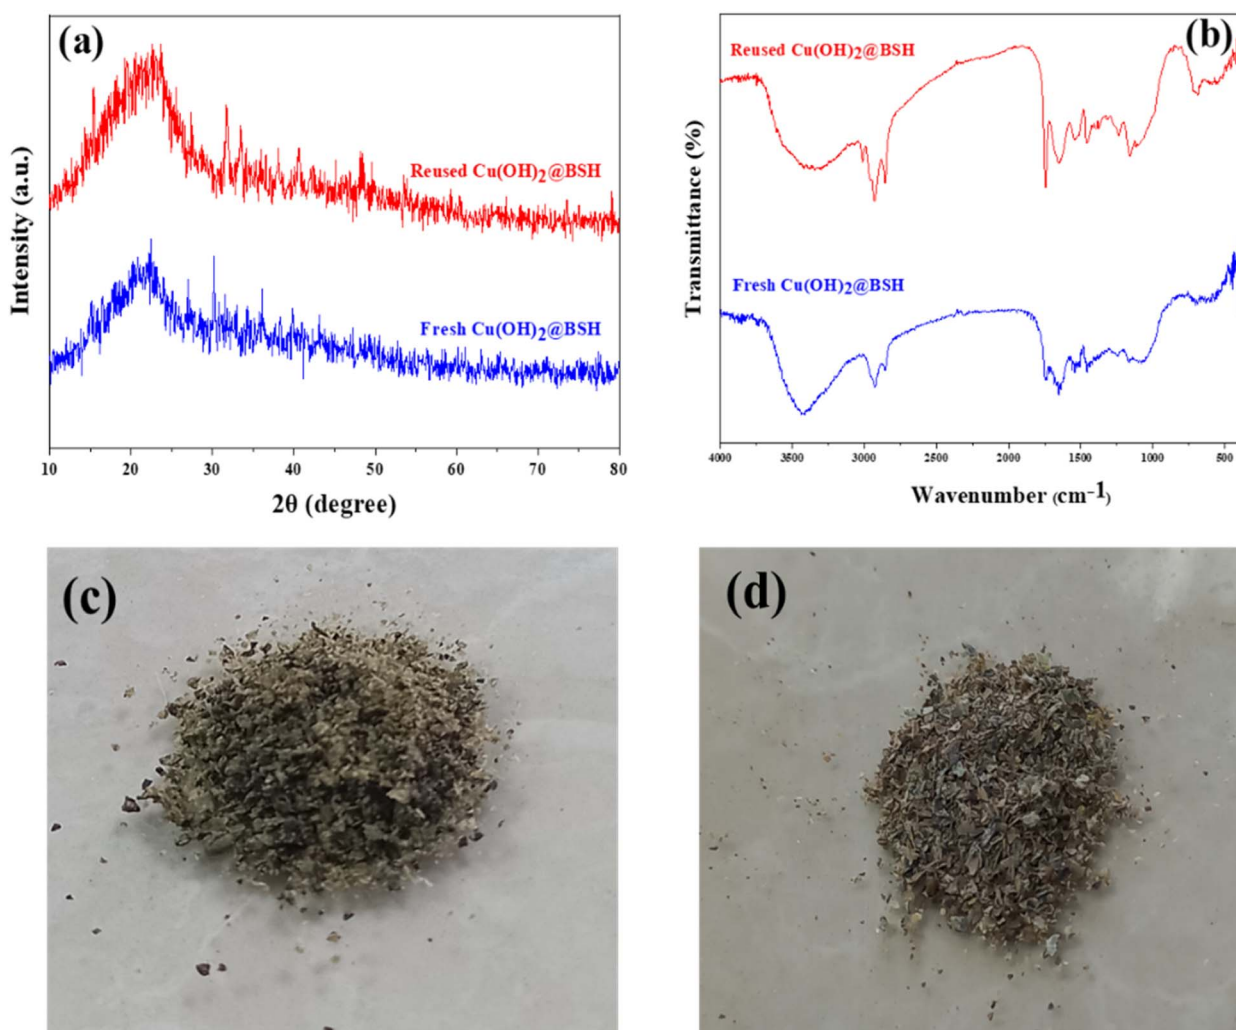 (a)
Intensity (a.u.)
Reused Cu(OH)2@BSH
Fresh Cu(OH)2@BSH
10 20 30 40 50 60 70 80
2θ (degree)
(b)
Transmittance (%)
Reused Cu(OH)2@BSH
Fresh Cu(OH)2@BSH
4000 3500 3000 2500 2000 1500 1000 500
Wavenumber (cm-1)
(c)
(d)